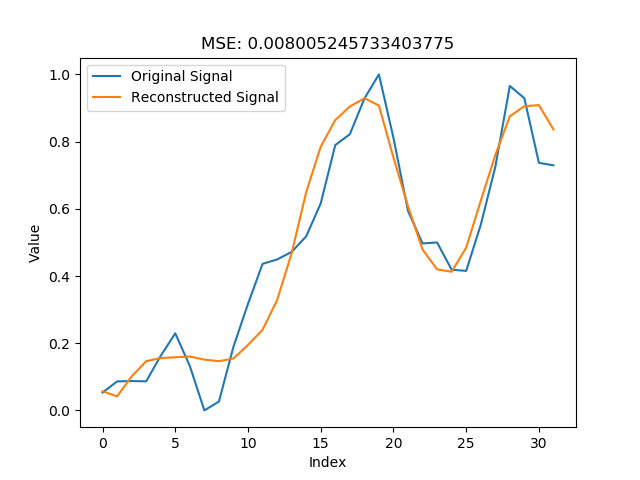 MSE: 0.008005245733403775
Original Signal
Reconstructed Signal
1.0
0.8
0.6
0.4
0.2
0.0
Value
0 5 10 15 20 25 30
Index